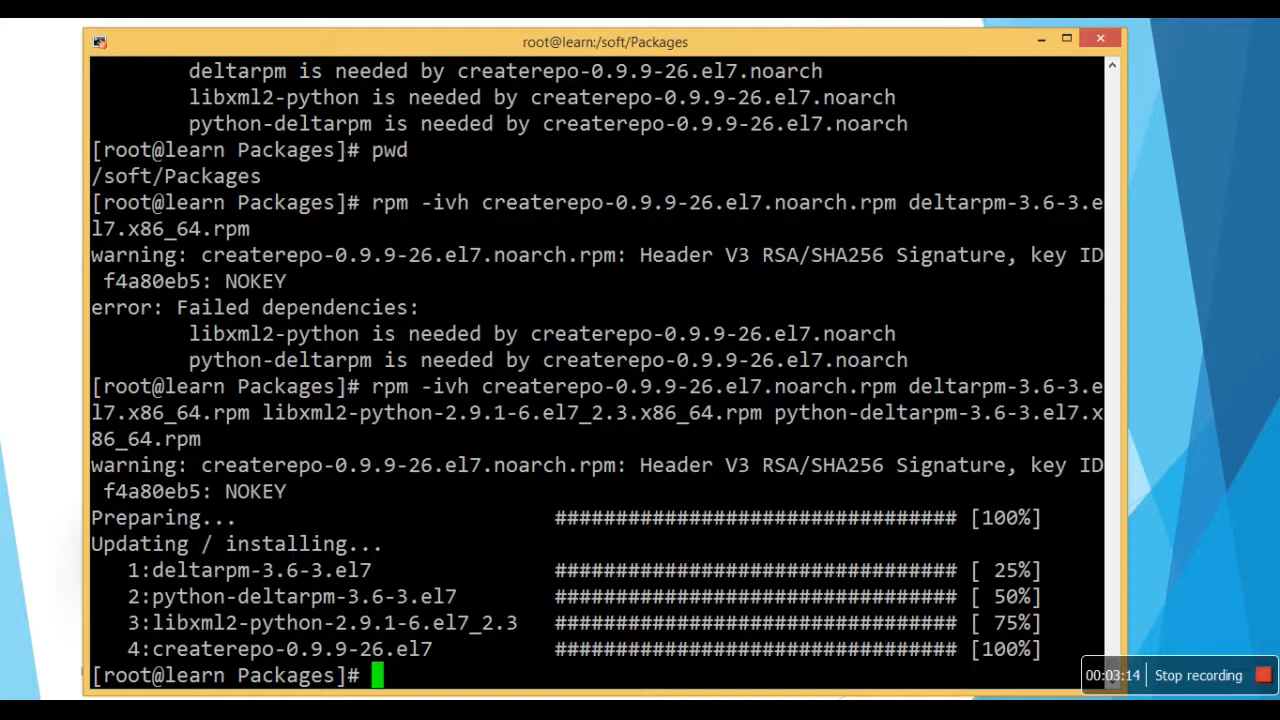 root@learn:/soft/Packages
deltarpm is needed by createrepo-0.9.9-26.el7.noarch
libxml2-python is needed by createrepo-0.9.9-26.el7.noarch
python-deltarpm is needed by createrepo-0.9.9-26.el7.noarch
[root@learn Packages]# pwd
/soft/Packages
[root@learn Packages]# rpm -ivh createrepo-0.9.9-26.el7.noarch.rpm deltarpm-3.6-3.e
l7.x86_64.rpm
warning: createrepo-0.9.9-26.el7.noarch.rpm: Header V3 RSA/SHA256 Signature, key ID
f4a80eb5: NOKEY
error: Failed dependencies:
libxml2-python is needed by createrepo-0.9.9-26.el7.noarch
python-deltarpm is needed by createrepo-0.9.9-26.el7.noarch
[root@learn Packages]# rpm -ivh createrepo-0.9.9-26.el7.noarch.rpm deltarpm-3.6-3.e
l7.x86_64.rpm libxml2-python-2.9.1-6.el7_2.3.x86_64.rpm python-deltarpm-3.6-3.el7.x
86_64.rpm
warning: createrepo-0.9.9-26.el7.noarch.rpm: Header V3 RSA/SHA256 Signature, key ID
f4a80eb5: NOKEY
Preparing... ################################# [100%]
Updating / installing...
1:deltarpm-3.6-3.el7 ################################# [ 25%]
2:python-deltarpm-3.6-3.el7 ################################# [ 50%]
3:libxml2-python-2.9.1-6.el7_2.3 ################################# [ 75%]
4:createrepo-0.9.9-26.el7 ################################# [100%]
[root@learn Packages]#
00:03:14 Stop recording